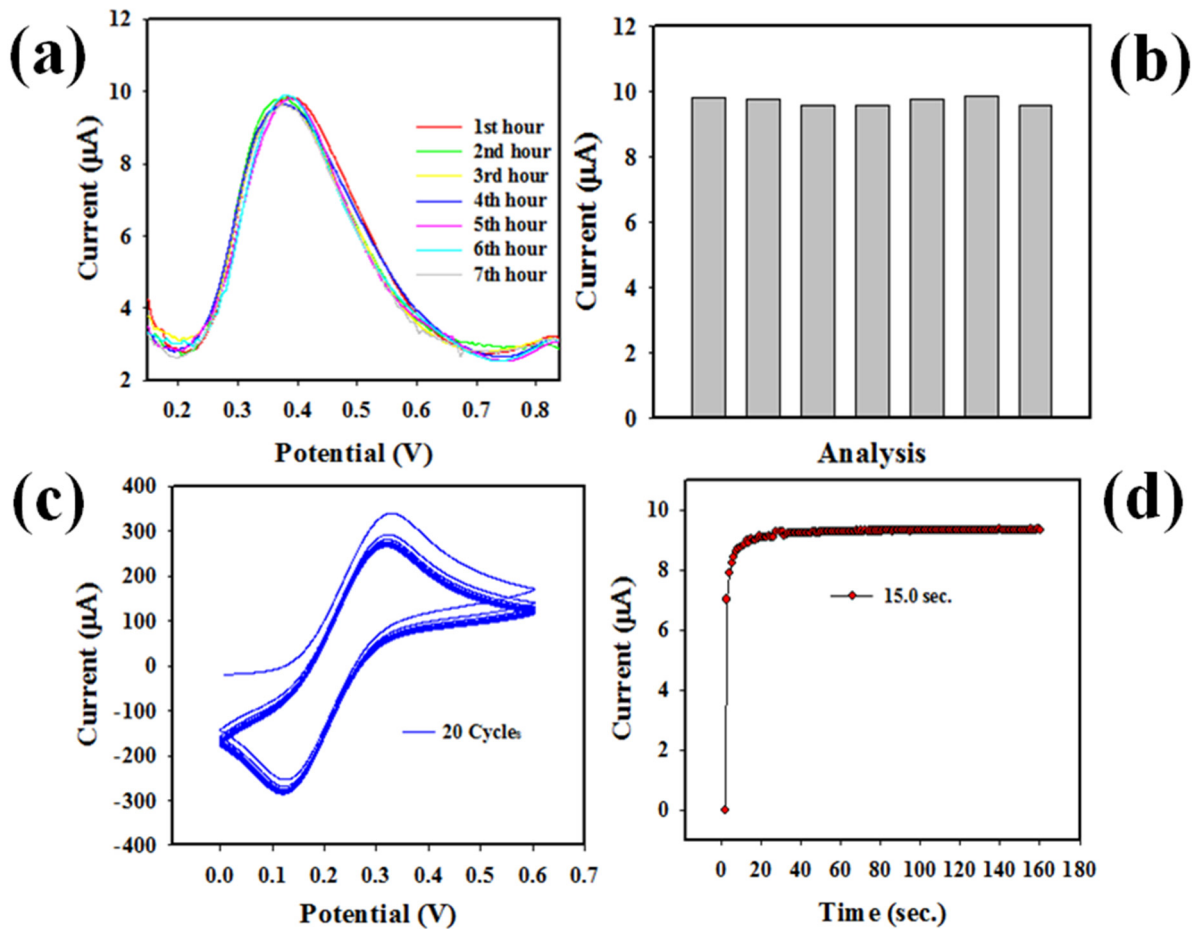 (a)
12
10
8
6
4
2
Current (µA)
1st hour
2nd hour
3rd hour
4th hour
5th hour
6th hour
7th hour
0.2 0.3 0.4 0.5 0.6 0.7 0.8
Potential (V)
(b)
12
10
8
6
4
2
0
Current (µA)
Analysis
(c)
400
300
200
100
0
-100
-200
-300
-400
Current (µA)
20 Cycles
0.0 0.1 0.2 0.3 0.4 0.5 0.6 0.7
Potential (V)
(d)
10
8
6
4
2
0
Current (µA)
15.0 sec.
0 20 40 60 80 100 120 140 160 180
Time (sec.)